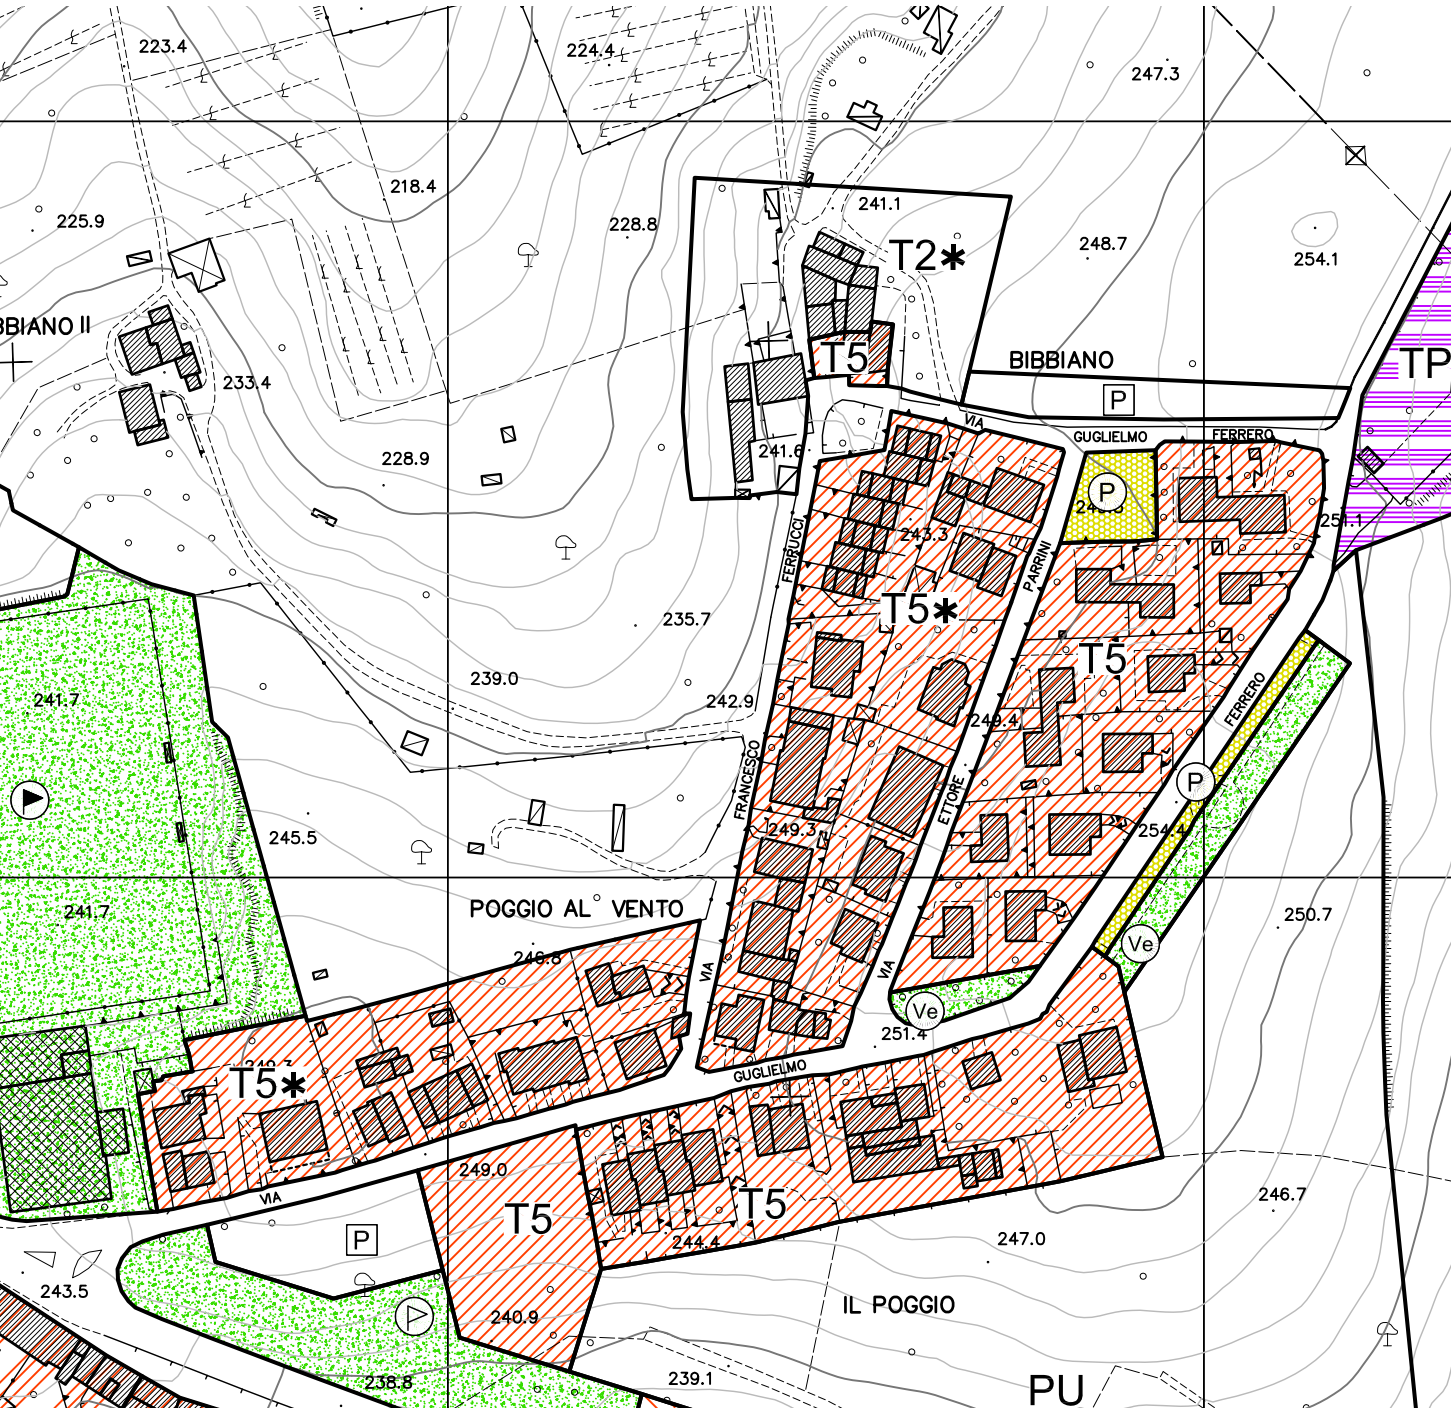 223.4
224.4
247.3
218.4
225.9
228.8
241.1
T2*
248.7
254.1
BBIANO II
T5
BIBBIANO
TP
233.4
P
VIA
GUGLIELMO
FERRERO
228.9
241.6
P
251.1
FERRUCCI
243.3
PARRINI
T5*
235.7
T5
239.0
242.9
241.7
249.4
FERRERO
FRANCESCO
P
ETTORE
245.5
249.3
254.4
POGGIO AL VENTO
241.7
250.7
Ve
246.8
VIA
VIA
Ve
251.4
GUGLIELMO
T5*
249.0
VIA
T5
T5
246.7
P
244.4
247.0
243.5
IL POGGIO
240.9
238.8
239.1
PU